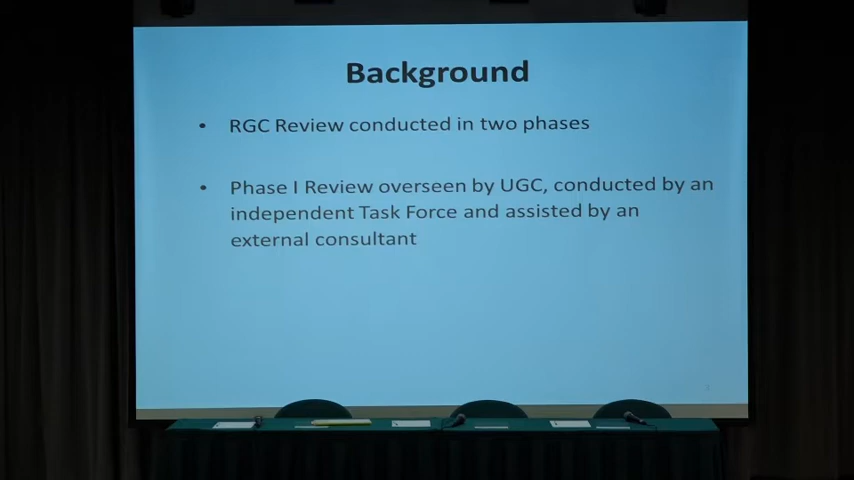 Background
• RGC Review conducted in two phases
• Phase I Review overseen by UGC, conducted by an
independent Task Force and assisted by an
external consultant